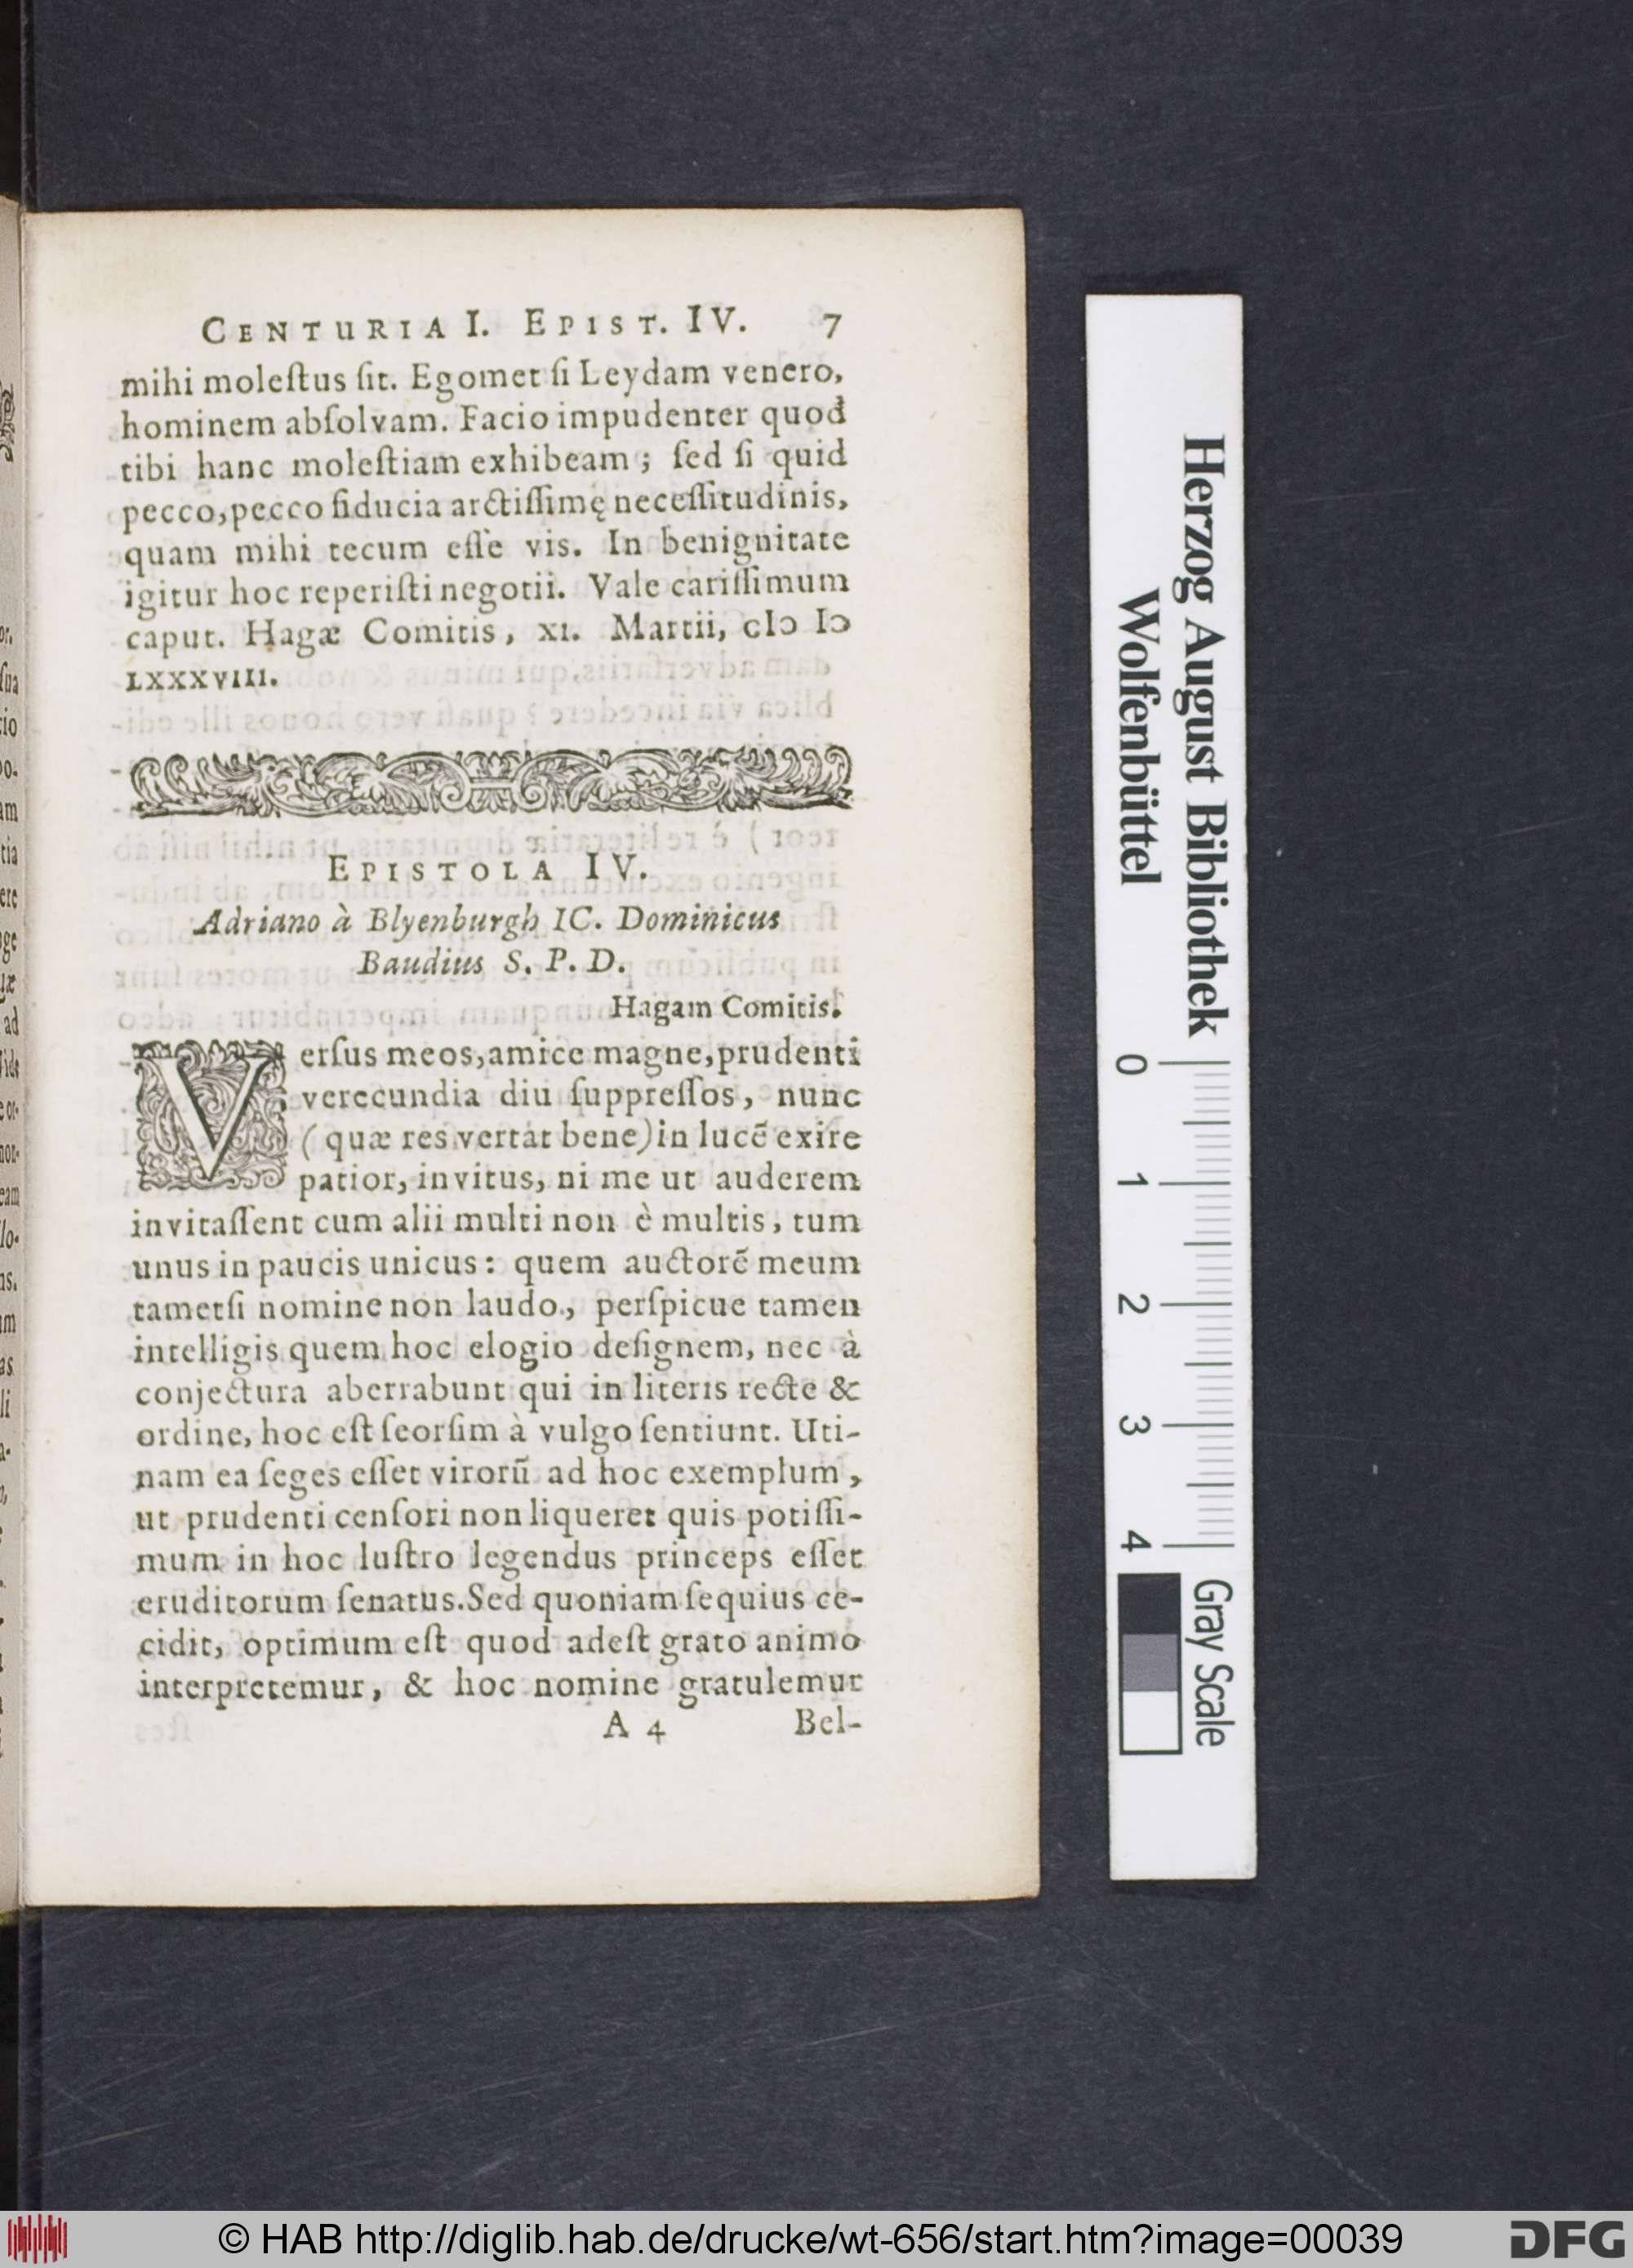 CENTURIA I. EPIST. IV. 7
mihi moleſtus ſit. Egomet ſi Leydam venero,
hominem abſolvam. Facio impudenter quod
tibi hanc moleſtiam exhibeam; ſed ſi quid
pecco, pecco fiducia arctiſſimę neceſſitudinis,
quam mihi tecum eſſe vis. In benignitate
igitur hoc reperiſti negotii. Vale cariſſimum
caput. Hagæ Comitis, XI. Martii, cIɔ Iɔ
LXXXVIII.
EPISTOLA IV.
Adriano à Blyenburgh IC. Dominicus
Baudius S. P. D.
Hagam Comitis.
Verſus meos, amice magne, prudenti
verecundia diu ſuppreſſos, nunc
(quæ res vertat bene) in lucē exire
patior, invitus, ni me ut auderem
invitaſſent cum alii multi non è multis, tum
unus in paucis unicus: quem auctorē meum
tametſi nomine non laudo, perſpicue tamen
intelligis quem hoc elogio deſignem, nec à
conjectura aberrabunt qui in literis recte &
ordine, hoc eſt ſeorſim à vulgo ſentiunt. Uti-
nam ea ſeges eſſet virorū ad hoc exemplum,
ut prudenti cenſori non liqueret quis potiſſi-
mum in hoc luſtro legendus princeps eſſet
eruditorum ſenatus. Sed quoniam ſequius ce-
cidit, optimum eſt quod adeſt grato animo
interpretemur, & hoc nomine gratulemur
A 4 Bel-
Herzog August Bibliothek
Wolfenbüttel
0 1 2 3 4
Gray Scale
© HAB http://diglib.hab.de/drucke/wt-656/start.htm?image=00039
DFG